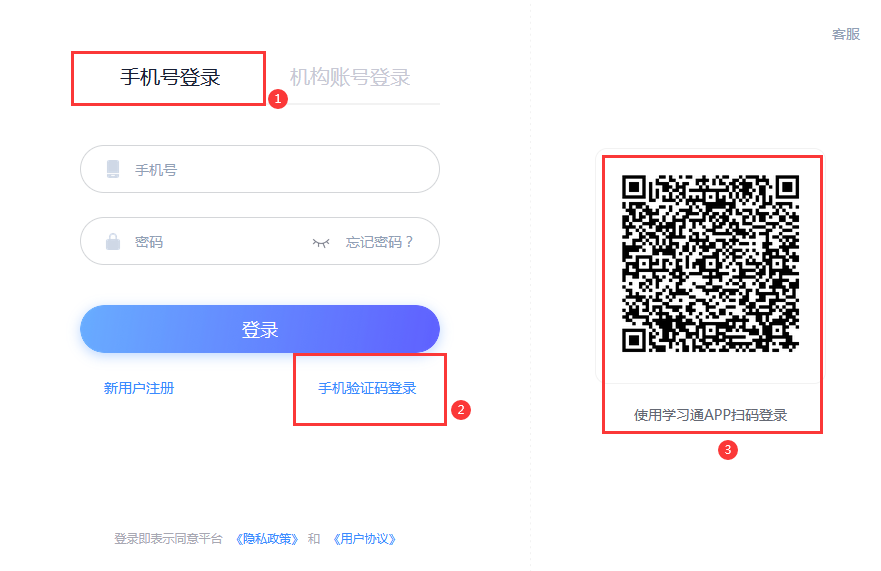 客服
手机号登录 机构账号登录
1
手机号
密码 忘记密码？
登录
新用户注册 手机验证码登录
2
使用学习通APP扫码登录
3
登录即表示同意平台 《隐私政策》 和 《用户协议》